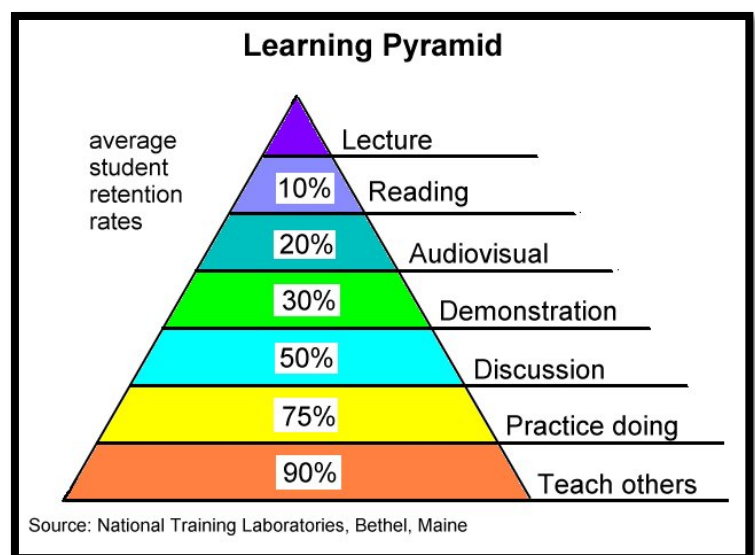 Learning Pyramid
average
student
retention
rates
Lecture
10% Reading
20% Audiovisual
30% Demonstration
50% Discussion
75% Practice doing
90% Teach others
Source: National Training Laboratories, Bethel, Maine